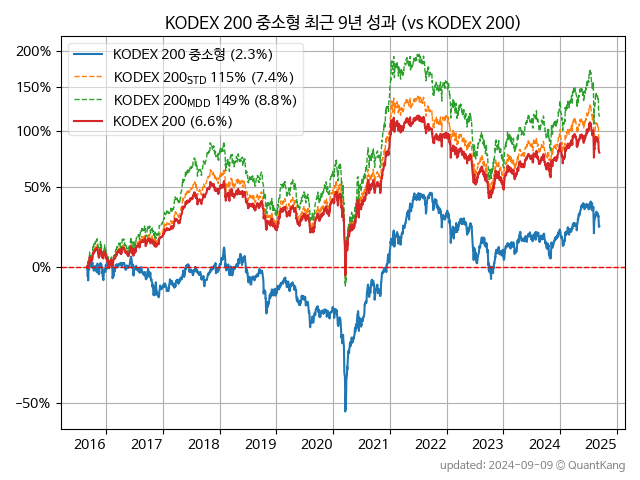 KODEX 200 중소형 최근 9년 성과 (vs KODEX 200)
KODEX 200 중소형 (2.3%)
KODEX 200STD 115% (7.4%)
KODEX 200MDD 149% (8.8%)
KODEX 200 (6.6%)
200%
150%
100%
50%
0%
−50%
2016 2017 2018 2019 2020 2021 2022 2023 2024 2025
updated: 2024-09-09 © QuantKang